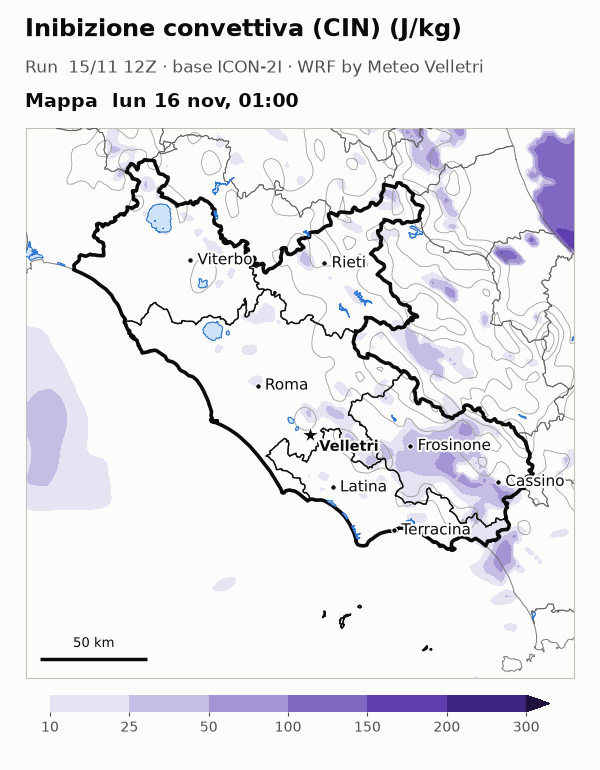 Inibizione convettiva (CIN) (J/kg)
Run 15/11 12Z · base ICON-2I · WRF by Meteo Velletri
Mappa lun 16 nov, 01:00
Viterbo
Rieti
Roma
Velletri
Frosinone
Latina
Cassino
Terracina
50 km
10 25 50 100 150 200 300